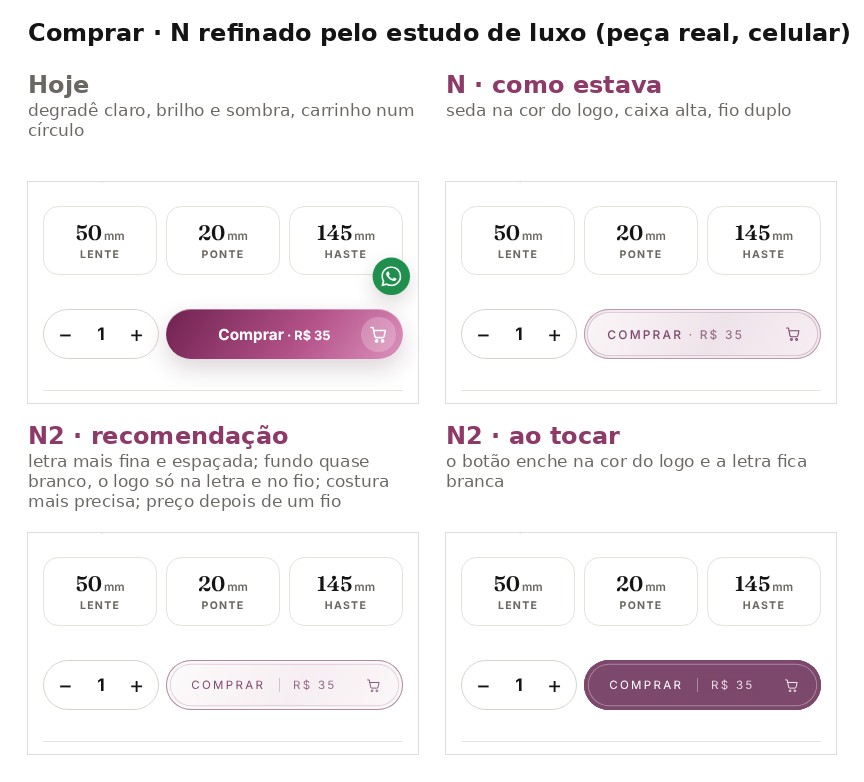 Comprar · N refinado pelo estudo de luxo (peça real, celular)
Hoje
degradê claro, brilho e sombra, carrinho num
círculo
N · como estava
seda na cor do logo, caixa alta, fio duplo
50 mm
LENTE
20 mm
PONTE
145 mm
HASTE
− 1 +
Comprar · R$ 35
50 mm
LENTE
20 mm
PONTE
145 mm
HASTE
− 1 +
COMPRAR · R$ 35
N2 · recomendação
letra mais fina e espaçada; fundo quase
branco, o logo só na letra e no fio; costura
mais precisa; preço depois de um fio
N2 · ao tocar
o botão enche na cor do logo e a letra fica
branca
50 mm
LENTE
20 mm
PONTE
145 mm
HASTE
− 1 +
COMPRAR | R$ 35
50 mm
LENTE
20 mm
PONTE
145 mm
HASTE
− 1 +
COMPRAR | R$ 35